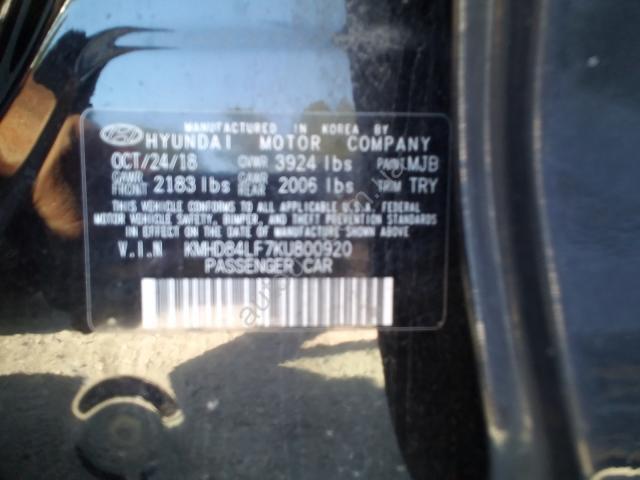 MANUFACTURED IN KOREA BY
HYUNDAI MOTOR COMPANY
OCT/24/18 GVWR 3924 lbs PAINT MJB
GAWR FRONT 2183 lbs GAWR REAR 2006 lbs TRIM TRY
THIS VEHICLE CONFORMS TO ALL APPLICABLE U.S.A. FEDERAL
MOTOR VEHICLE SAFETY, BUMPER, AND THEFT PREVENTION STANDARDS
IN EFFECT ON THE DATE OF MANUFACTURE SHOWN ABOVE.
V.I.N KMHD84LF7KU800920
PASSENGER CAR